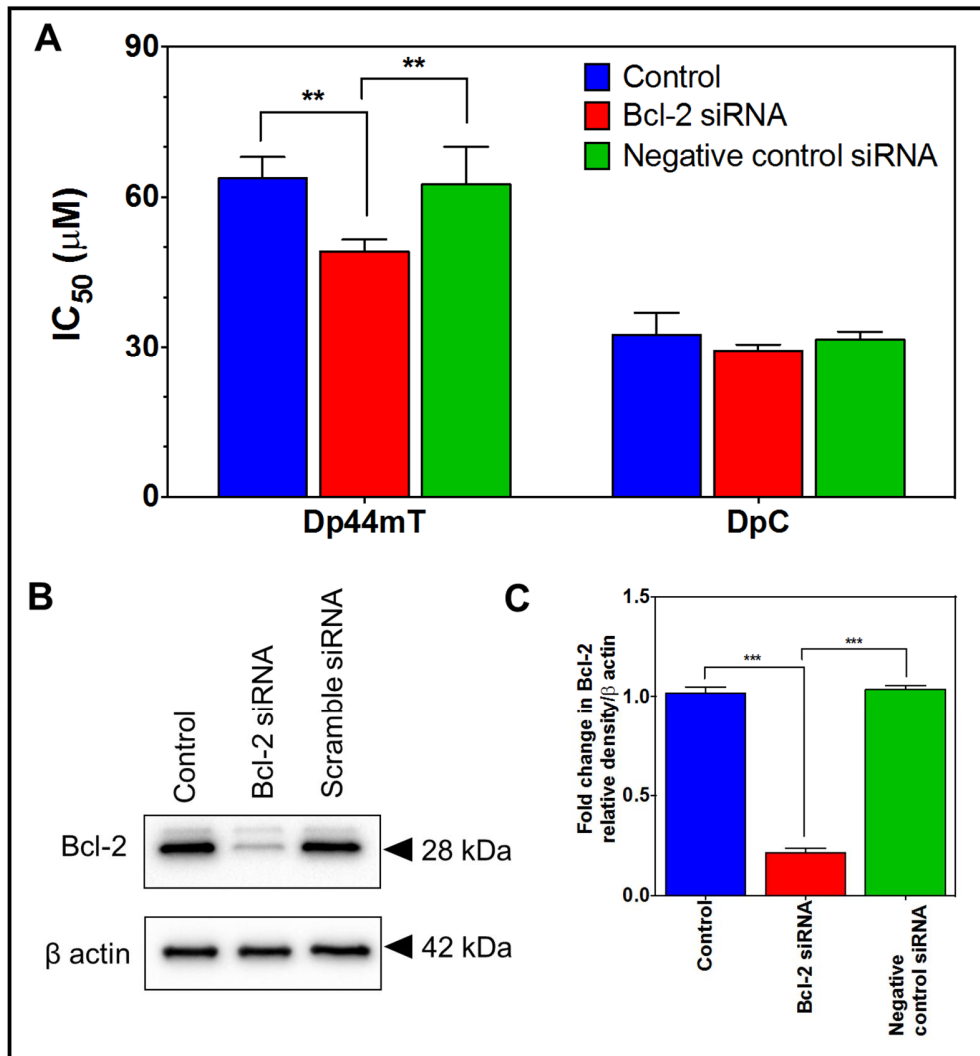 A
90
60
30
0
IC50 (μM)
**
**
Control
Bcl-2 siRNA
Negative control siRNA
Dp44mT
DpC
B
Control
Bcl-2 siRNA
Scramble siRNA
Bcl-2
28 kDa
β actin
42 kDa
C
1.5
1.0
0.5
0.0
Fold change in Bcl-2
relative density/β actin
***
***
Control
Bcl-2 siRNA
Negative
control siRNA